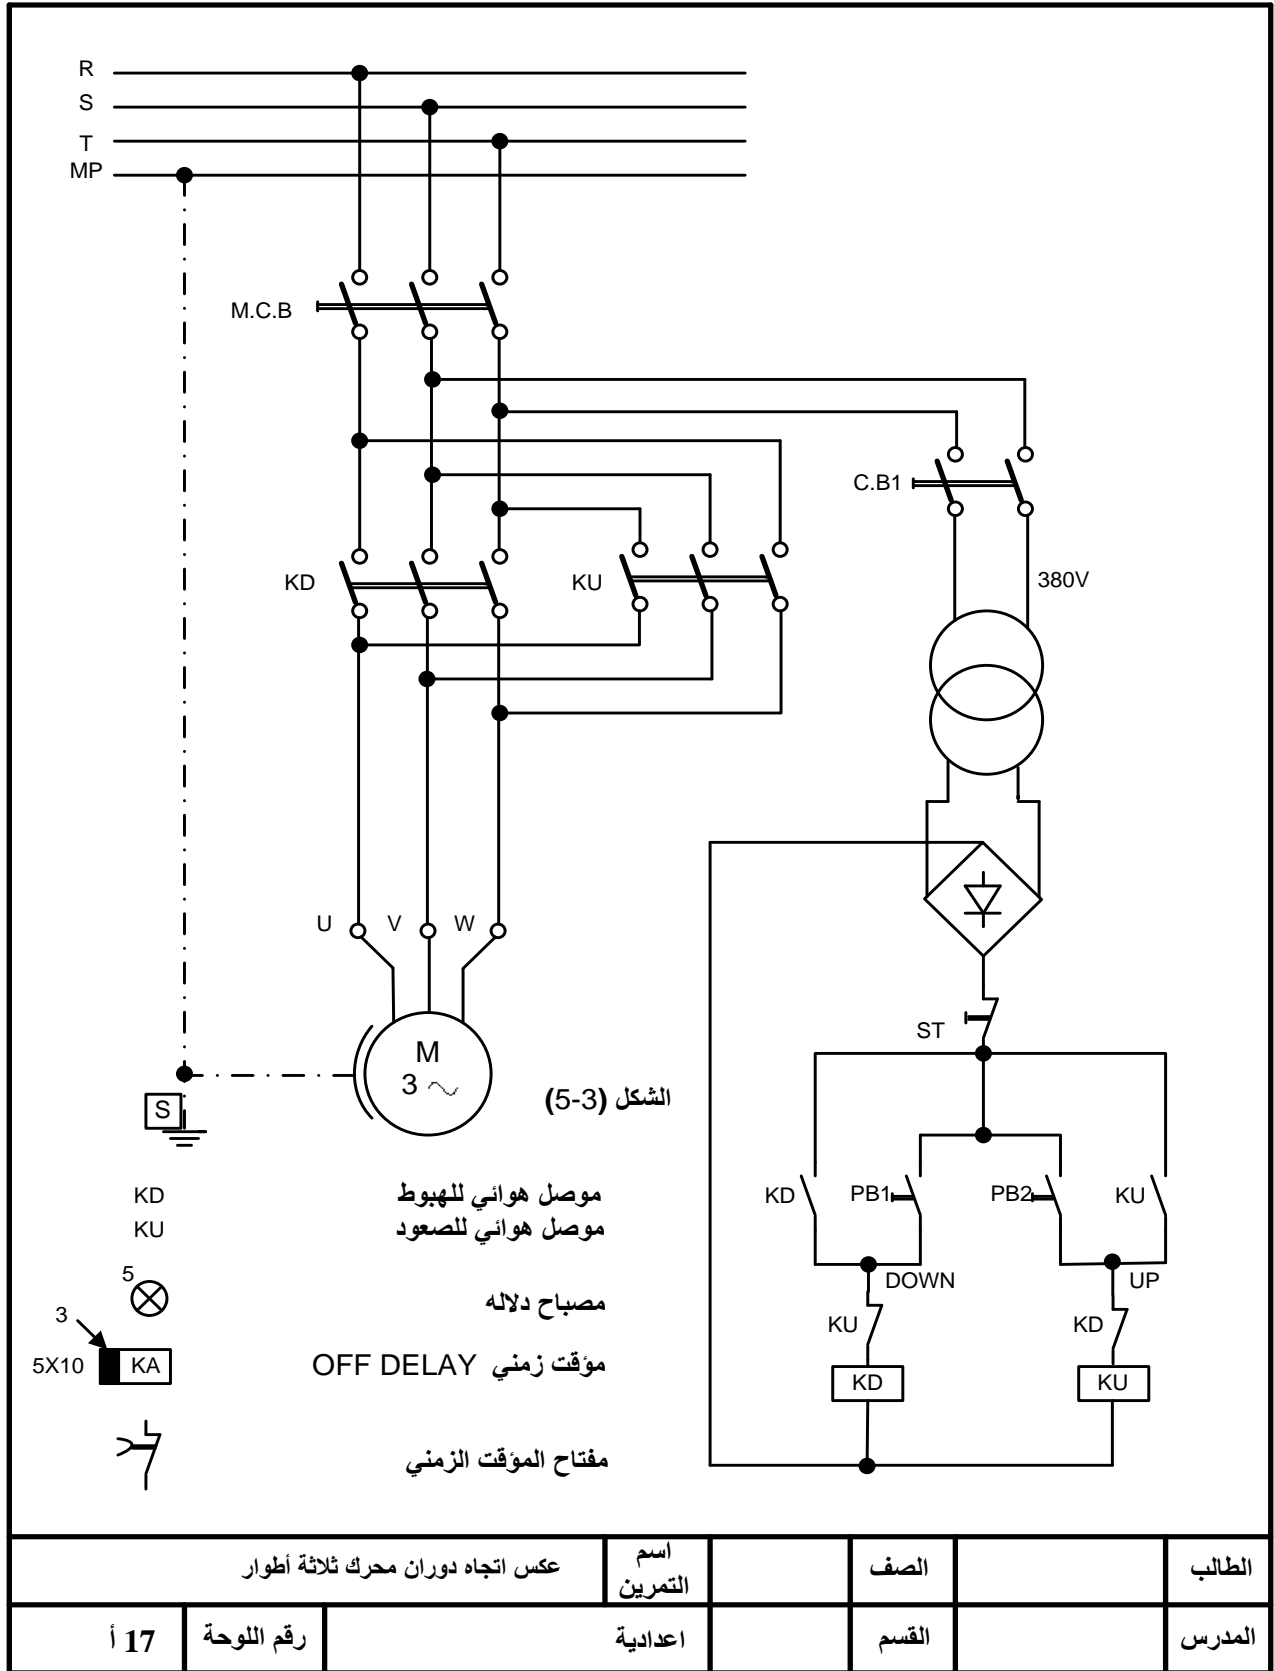 R
S
T
MP
M.C.B
C.B1
KD
KU
380V
U V W
M
3
ST
S
الشكل (3-5)
KD PB1 PB2 KU
DOWN UP
KU KD
KD KU
KD موصل هوائي للهبوط
KU موصل هوائي للصعود
5 مصباح دلاله
3
5X10 KA مؤقت زمني OFF DELAY
مفتاح المؤقت الزمني
الطالب الصف اسم التمرين عكس اتجاه دوران محرك ثلاثة أطوار
المدرس القسم اعدادية رقم اللوحة 17 أ